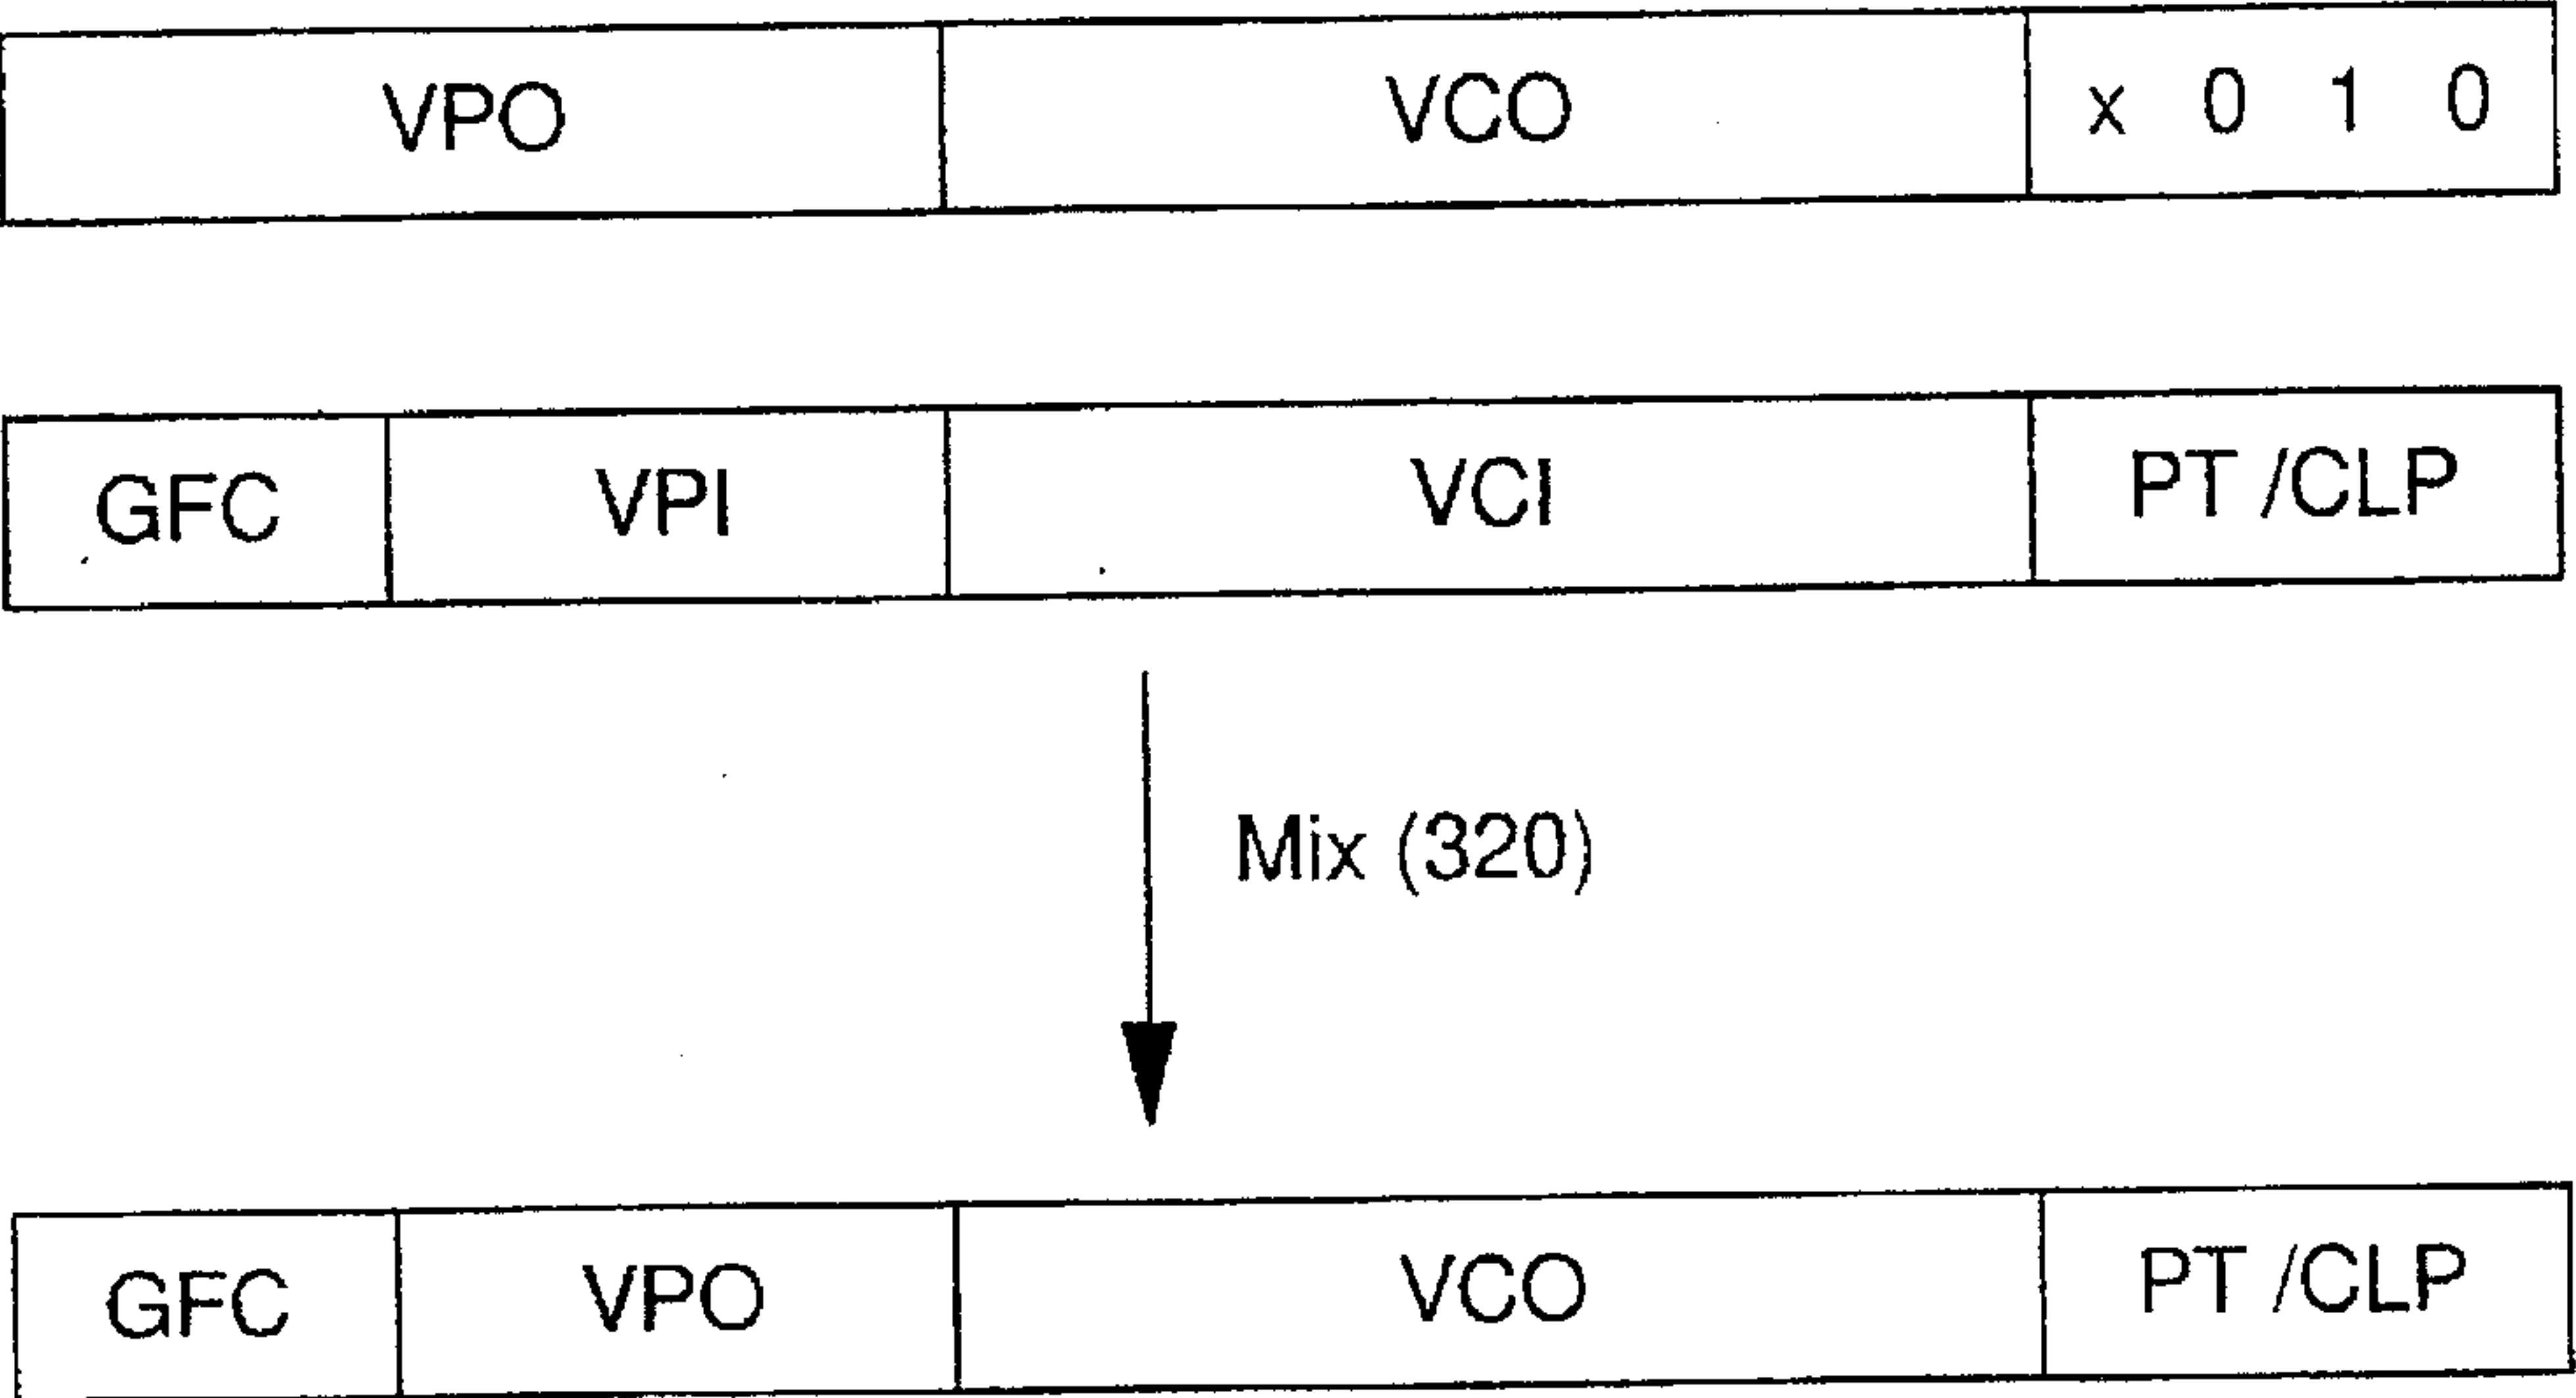 VPO VCO x 0 1 0
GFC VPI VCI PT /CLP
Mix (320)
GFC VPO VCO PT /CLP